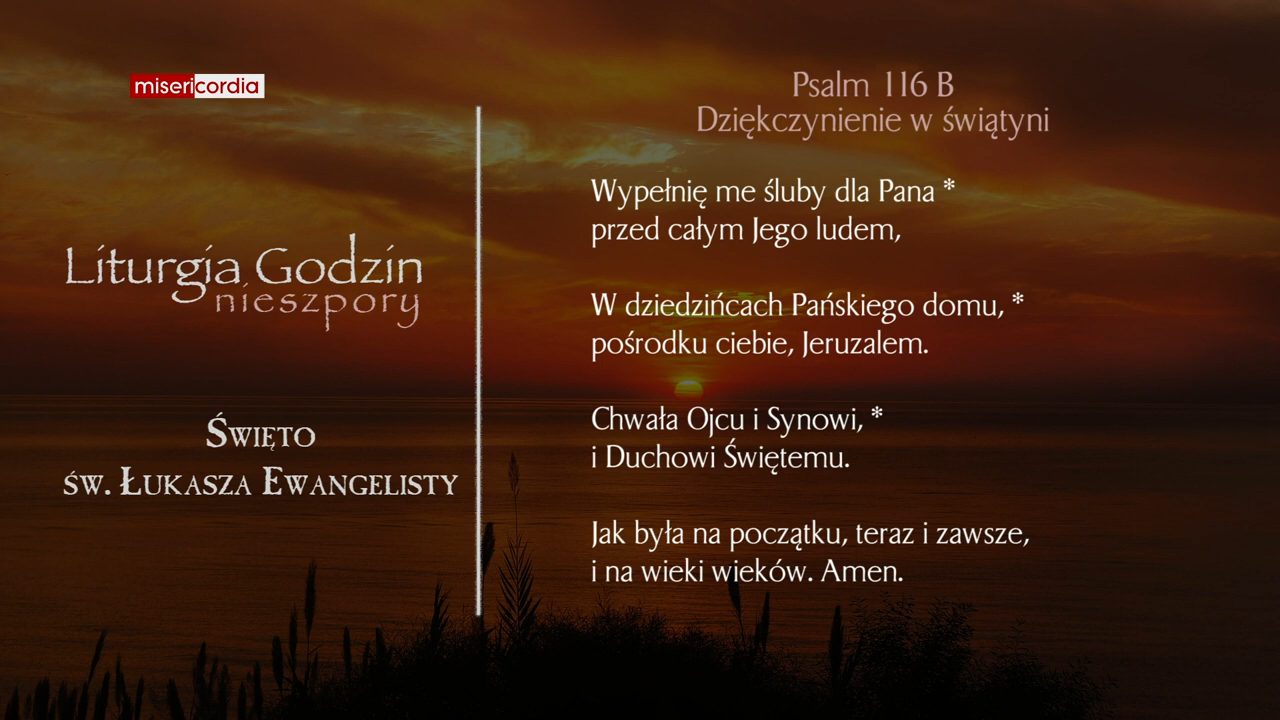 misericordia
Liturgia Godzin
nieszpory
Święto
św. Łukasza Ewangelisty
Psalm 116 B
Dziękczynienie w świątyni
Wypełnię me śluby dla Pana *
przed całym Jego ludem,
W dziedzińcach Pańskiego domu, *
pośrodku ciebie, Jeruzalem.
Chwała Ojcu i Synowi, *
i Duchowi Świętemu.
Jak była na początku, teraz i zawsze,
i na wieki wieków. Amen.